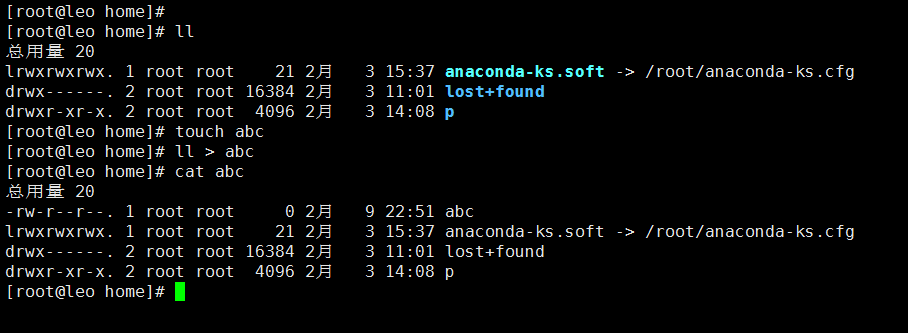 [root@leo home]#
[root@leo home]# ll
总用量 20
lrwxrwxrwx. 1 root root    21 2月   3 15:37 anaconda-ks.soft -> /root/anaconda-ks.cfg
drwx------. 2 root root 16384 2月   3 11:01 lost+found
drwxr-xr-x. 2 root root  4096 2月   3 14:08 p
[root@leo home]# touch abc
[root@leo home]# ll > abc
[root@leo home]# cat abc
总用量 20
-rw-r--r--. 1 root root     0 2月   9 22:51 abc
lrwxrwxrwx. 1 root root    21 2月   3 15:37 anaconda-ks.soft -> /root/anaconda-ks.cfg
drwx------. 2 root root 16384 2月   3 11:01 lost+found
drwxr-xr-x. 2 root root  4096 2月   3 14:08 p
[root@leo home]#